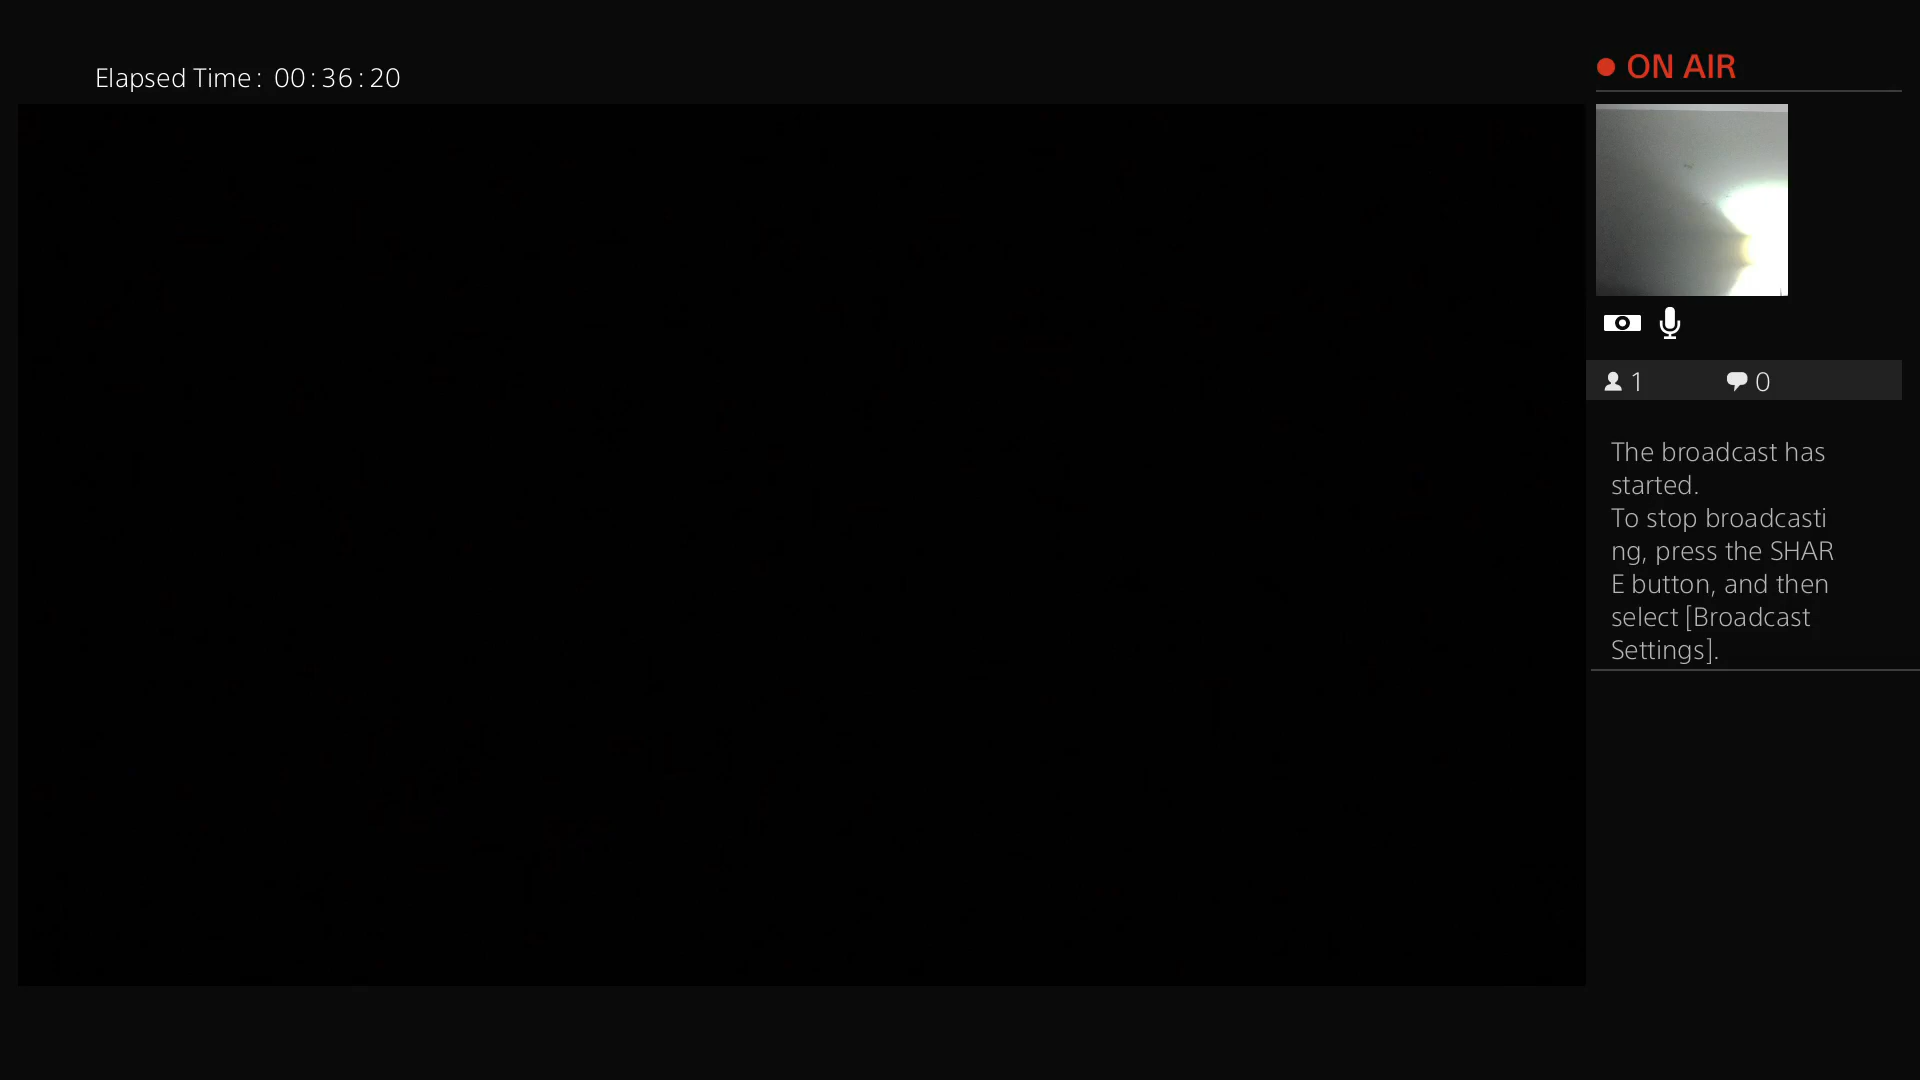 Elapsed Time: 00:36:20
ON AIR
1
0
The broadcast has
started.
To stop broadcasti
ng, press the SHAR
E button, and then
select [Broadcast
Settings].